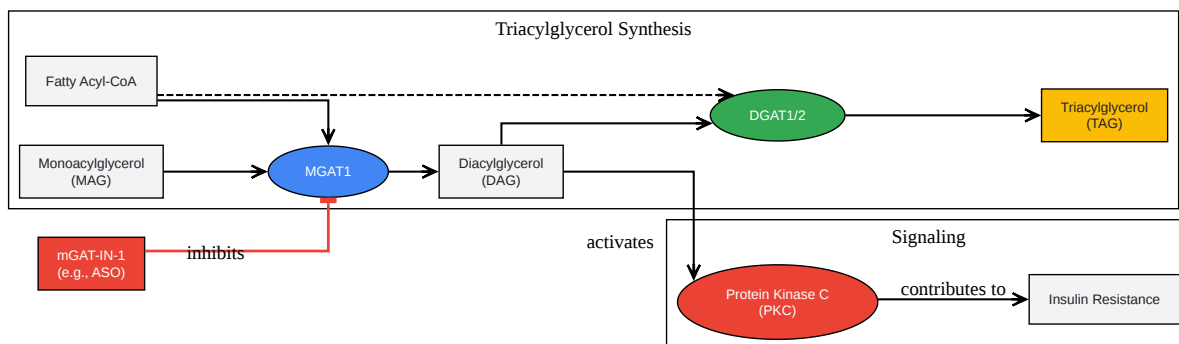 Triacylglycerol Synthesis
Fatty Acyl-CoA
Monoacylglycerol
(MAG)
MGAT1
Diacylglycerol
(DAG)
DGAT1/2
Triacylglycerol
(TAG)
mGAT-IN-1
(e.g., ASO)
inhibits
activates
Signaling
Protein Kinase C
(PKC)
contributes to
Insulin Resistance